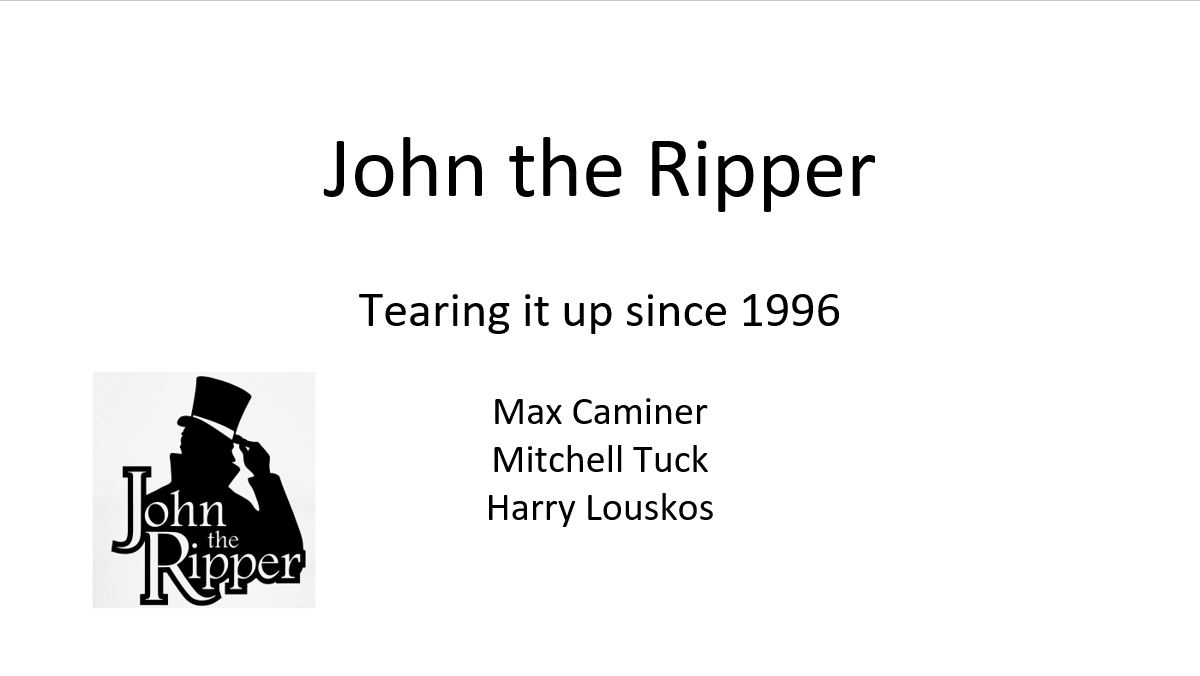 John the Ripper
Tearing it up since 1996
Max Caminer
Mitchell Tuck
Harry Louskos
John
the
Ripper